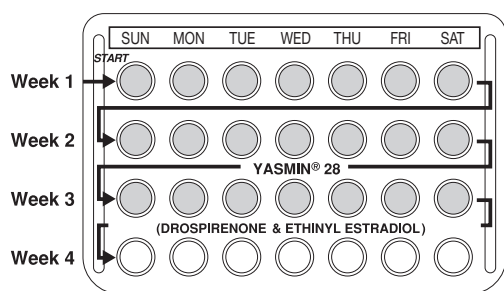 SUN MON TUE WED THU FRI SAT
START
Week 1
Week 2
YASMIN® 28
Week 3
(DROSPIRENONE & ETHINYL ESTRADIOL)
Week 4